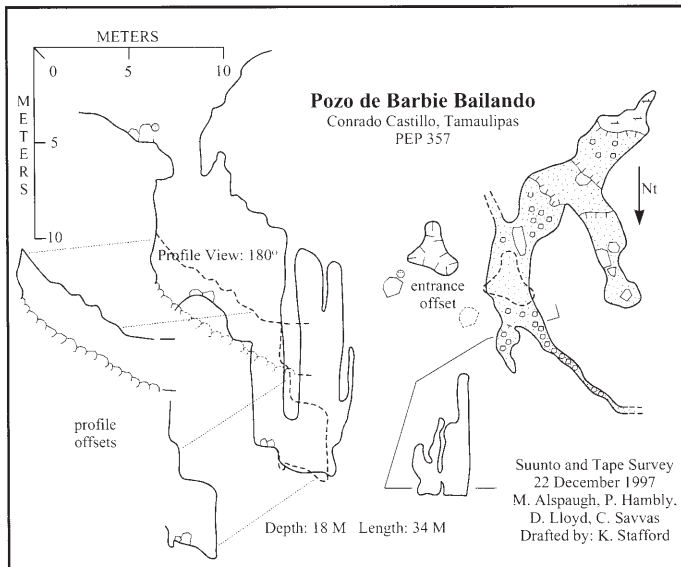 METERS
0
5
10
METERS
5
10
Pozo de Barbie Bailando
Conrado Castillo, Tamaulipas
PEP 357
Nt
Profile View: 180°
entrance
offset
profile
offsets
Depth: 18 M Length: 34 M
Suunto and Tape Survey
22 December 1997
M. Alspaugh, P. Hambly,
D. Lloyd, C. Savvas
Drafted by: K. Stafford